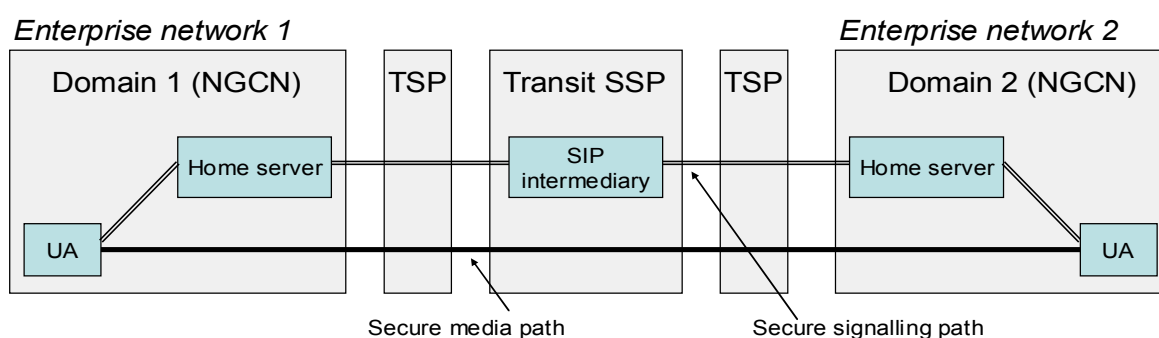 Enterprise network 1
Enterprise network 2
Domain 1 (NGCN)
TSP
Transit SSP
TSP
Domain 2 (NGCN)
Home server
SIP
intermediary
Home server
UA
UA
Secure media path
Secure signalling path